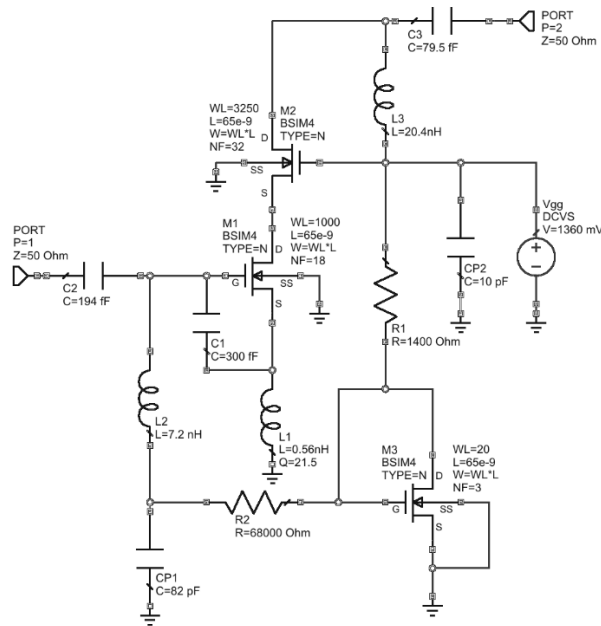 PORT
P=2
Z=50 Ohm
C3
C=79.5 fF
L3
L=20.4nH
WL=3250
L=65e-9
W=WL*L
NF=32
M2
BSIM4
TYPE=N
D
SS
S
Vgg
DCVS
V=1360 mV
M1
BSIM4
TYPE=N
WL=1000
L=65e-9
W=WL*L
NF=18
D
G
SS
S
PORT
P=1
Z=50 Ohm
C2
C=194 fF
CP2
C=10 pF
R1
R=1400 Ohm
C1
C=300 fF
L2
L=7.2 nH
L1
L=0.56nH
Q=21.5
M3
BSIM4
TYPE=N
WL=20
L=65e-9
W=WL*L
NF=3
D
G
SS
S
R2
R=68000 Ohm
CP1
C=82 pF